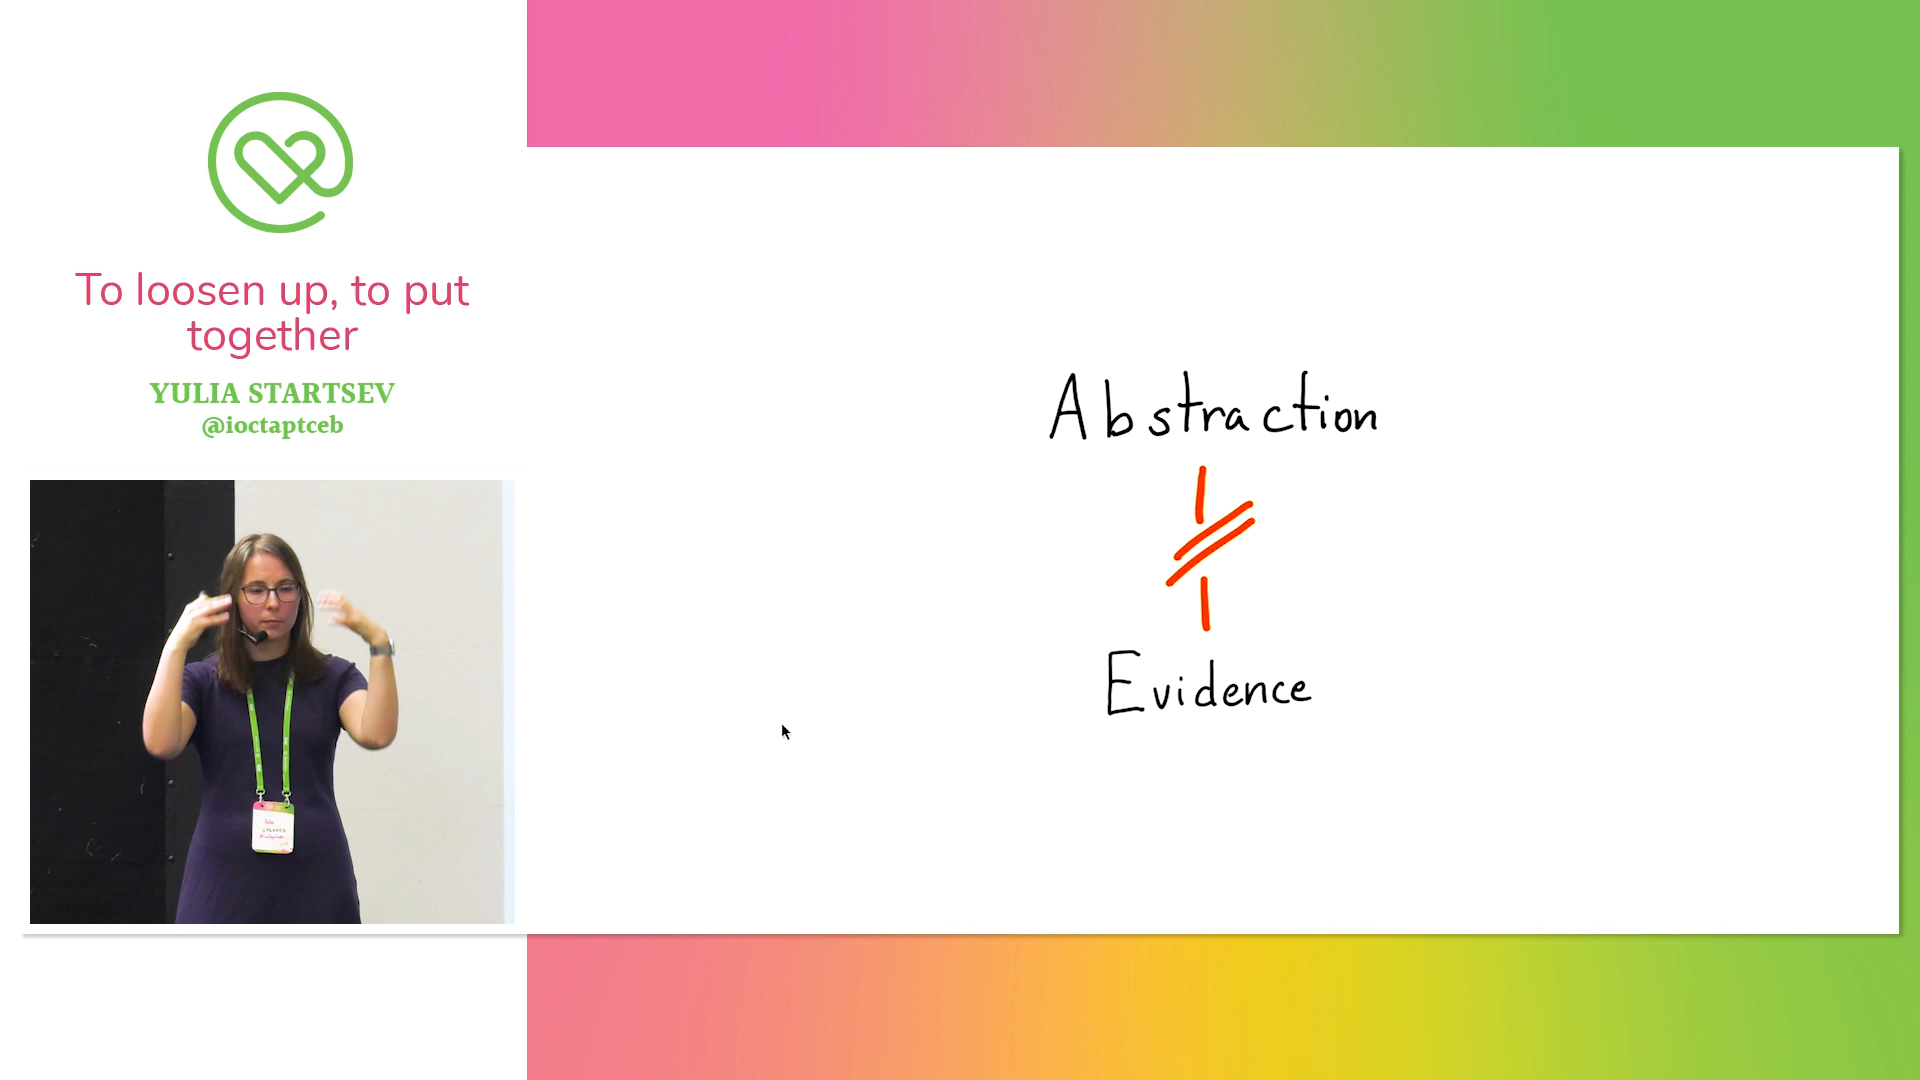 To loosen up, to put
together
YULIA STARTSEV
@ioctaptceb
Abstraction
Evidence